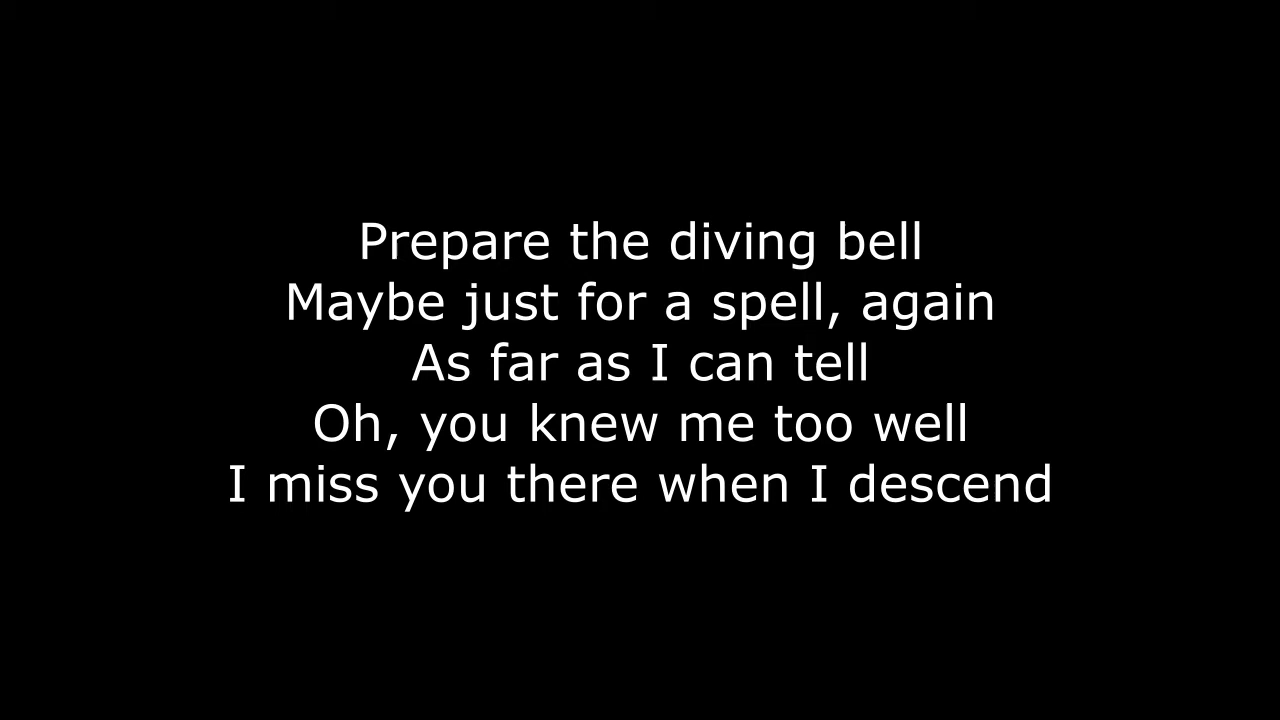 Prepare the diving bell
Maybe just for a spell, again
As far as I can tell
Oh, you knew me too well
I miss you there when I descend